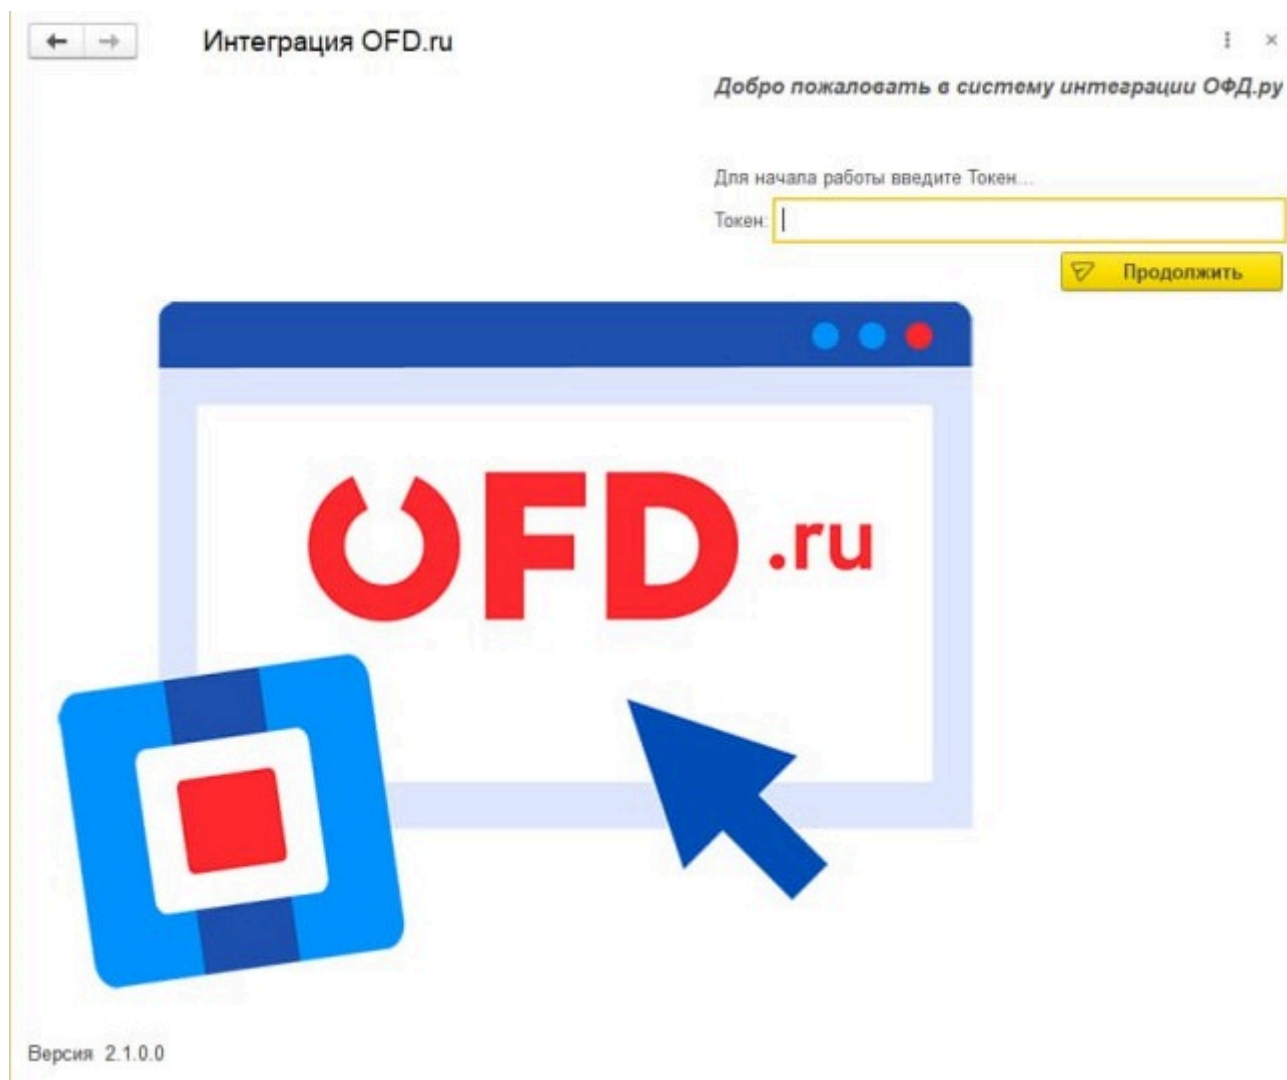 Интеграция OFD.ru
Добро пожаловать в систему интеграции ОФД.ру
Для начала работы введите Токен...
Токен:
Продолжить
OFD.ru
Версия 2.1.0.0